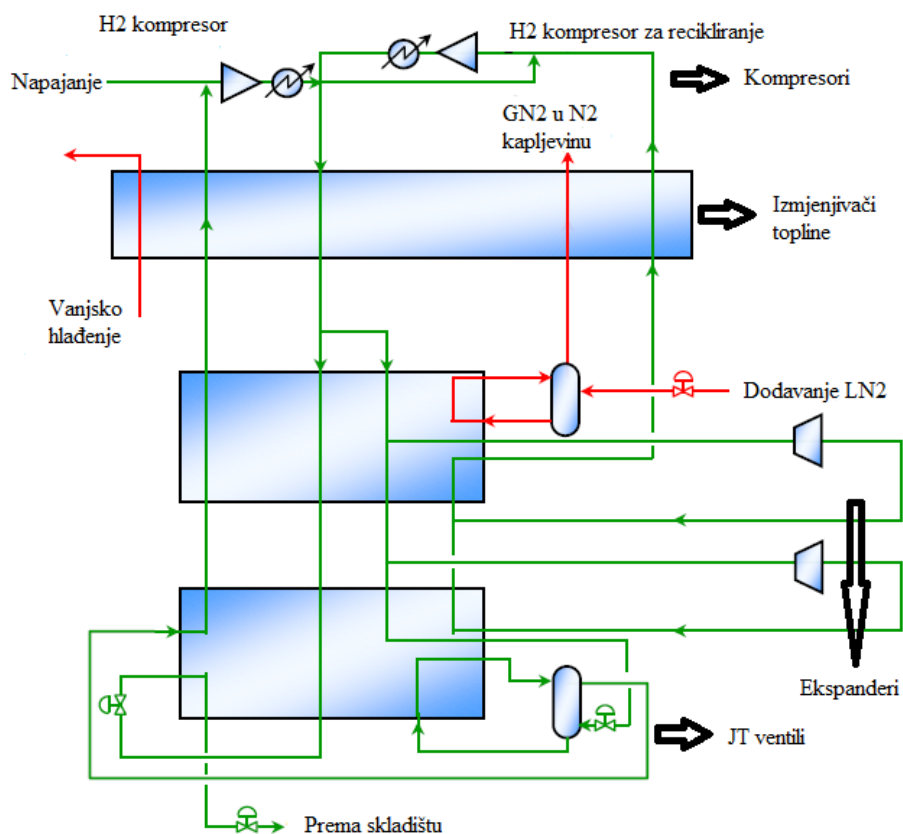 H2 kompresor
H2 kompresor za recikliranje
Napajanje
Kompresori
GN2 u N2
kapljevinu
Izmjenjivači
topline
Vanjsko
hlađenje
Dodavanje LN2
Ekspanderi
JT ventili
Prema skladištu